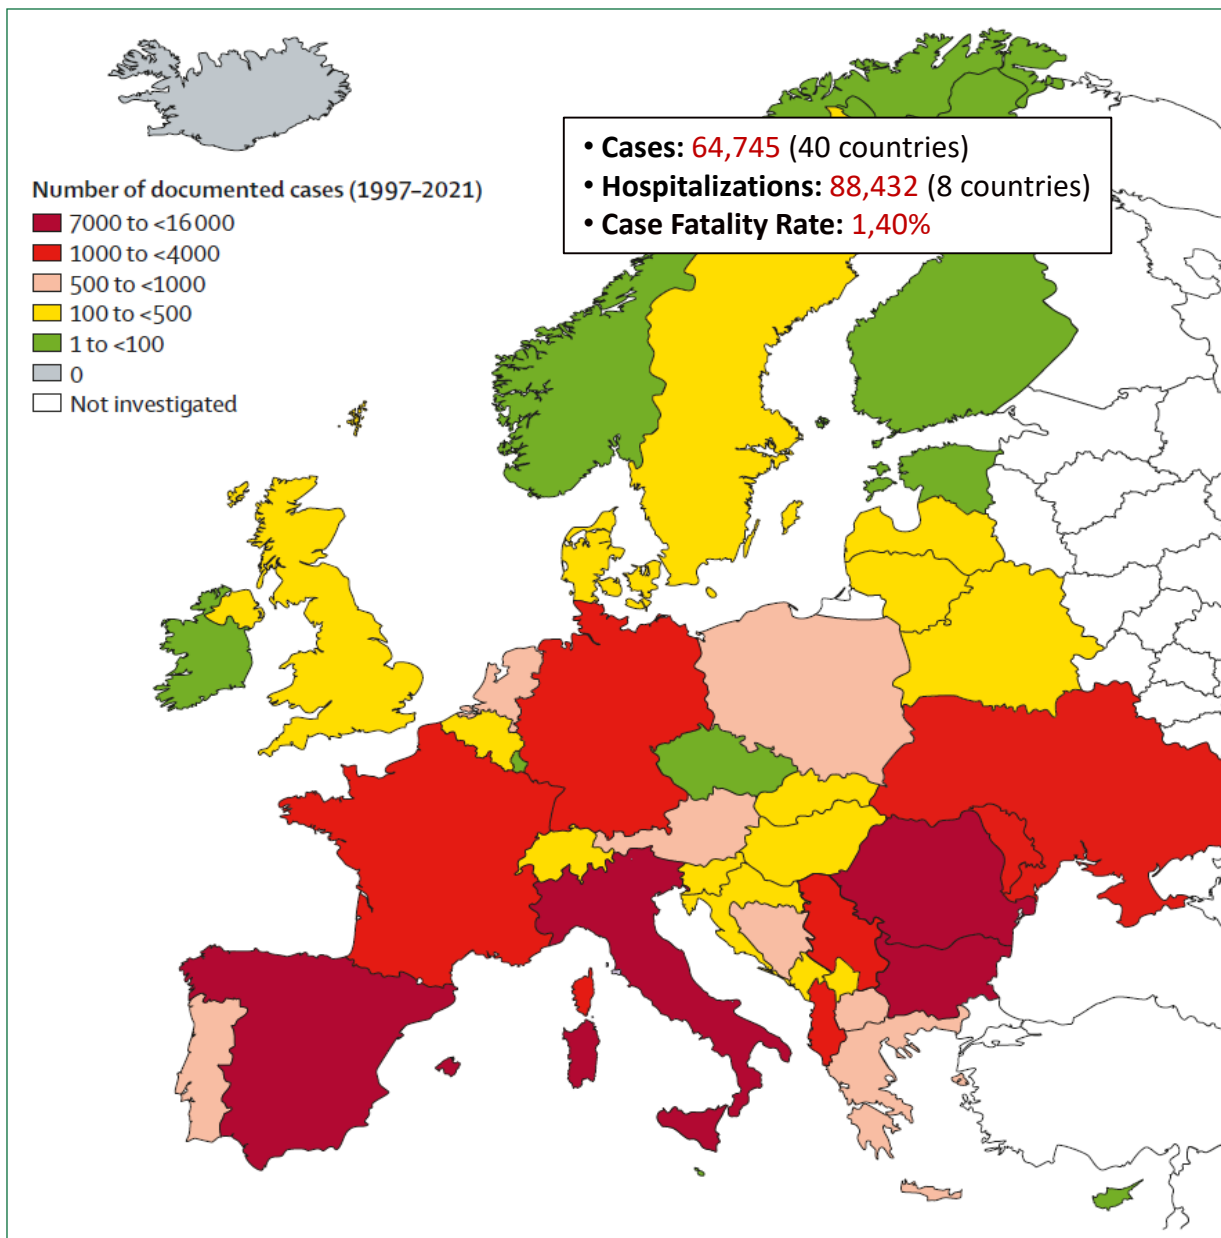 • Cases: 64,745 (40 countries)
• Hospitalizations: 88,432 (8 countries)
• Case Fatality Rate: 1,40%
Number of documented cases (1997–2021)
7000 to <16 000
1000 to <4000
500 to <1000
100 to <500
1 to <100
0
Not investigated